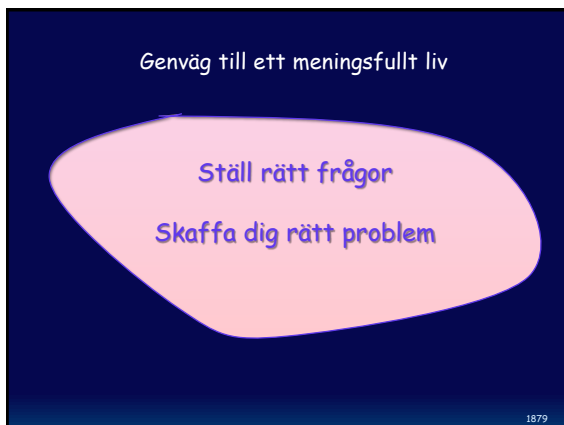 Genväg till ett meningsfullt liv
Ställ rätt frågor
Skaffa dig rätt problem
1879